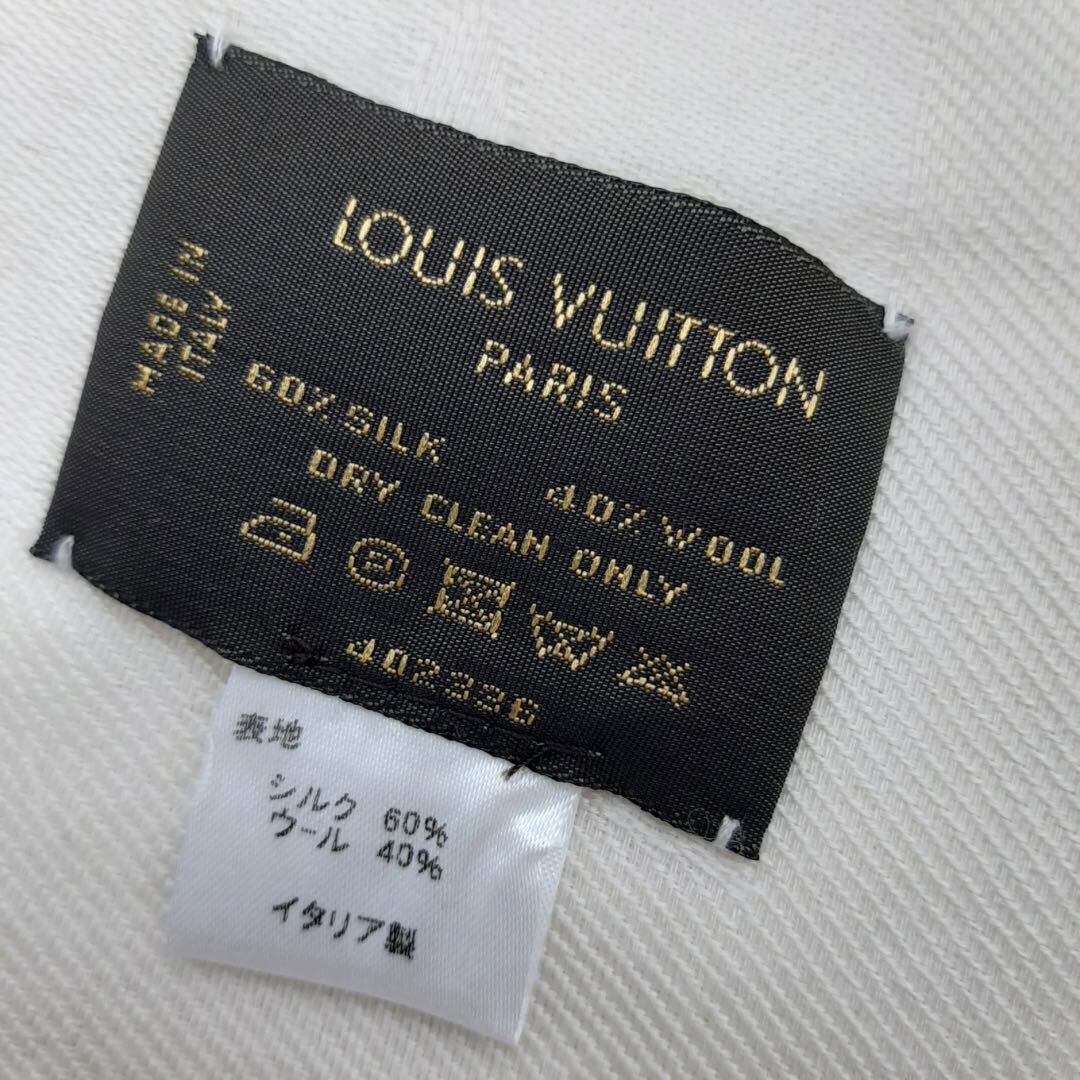 LOUIS VUITTON
PARIS
MADE IN
ITALY
60% SILK 40% WOOL
DRY CLEAN ONLY
P
402336
表地
シルク 60%
ウール 40%
イタリア製